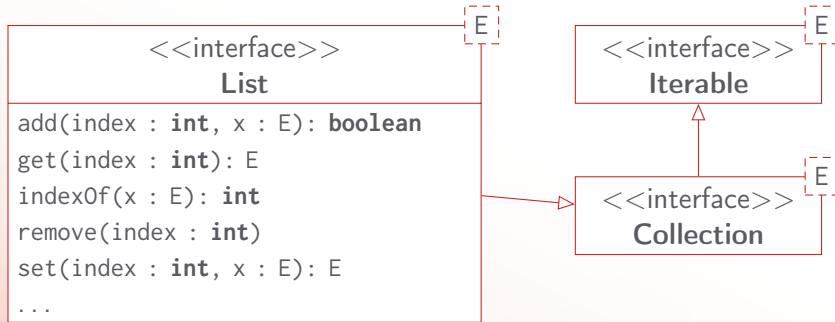 E
<<interface>>
List
add(index : int, x : E): boolean
get(index : int): E
indexOf(x : E): int
remove(index : int)
set(index : int, x : E): E
...
E
<<interface>>
Iterable
E
<<interface>>
Collection